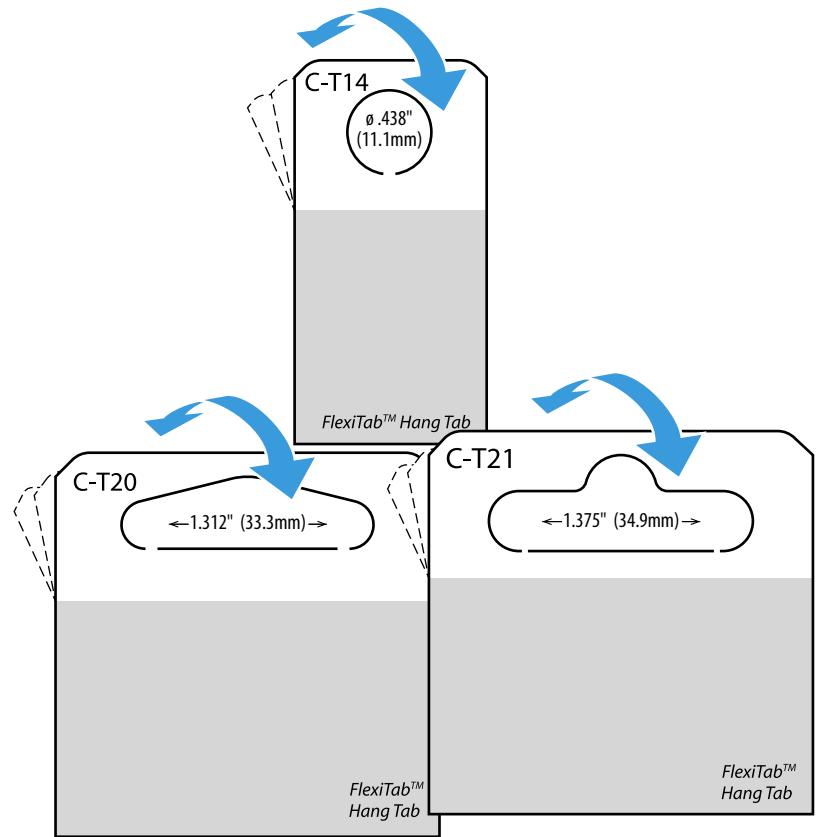 C-T14
ø .438"
(11.1mm)
FlexiTab™ Hang Tab
C-T20
←1.312" (33.3mm)→
FlexiTab™
Hang Tab
C-T21
←1.375" (34.9mm)→
FlexiTab™
Hang Tab